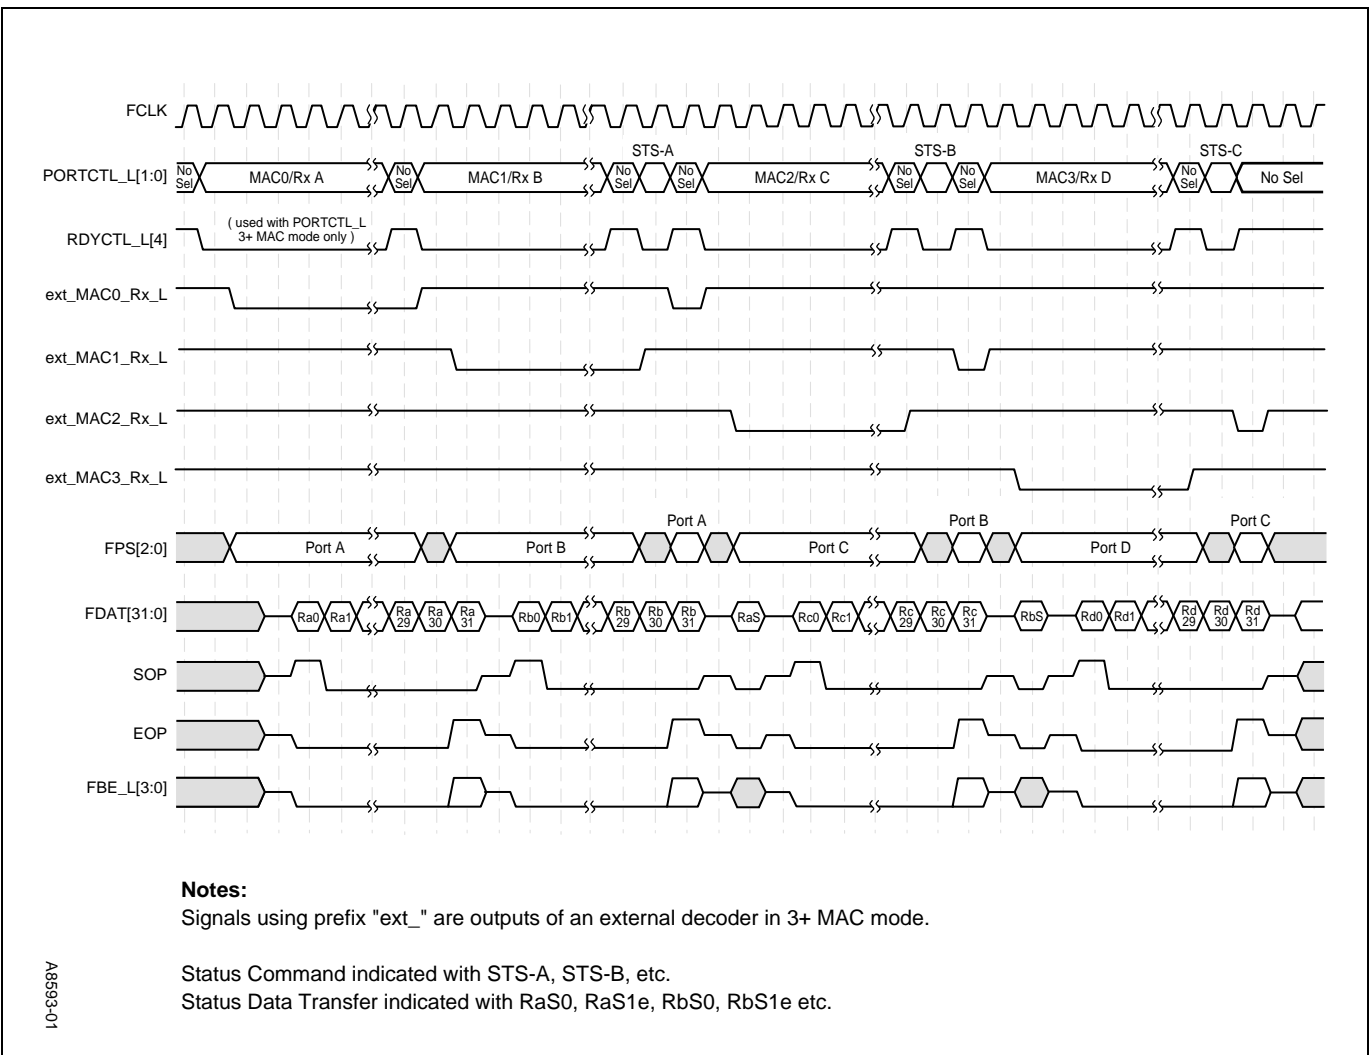 FCLK
STS-A STS-B STS-C
PORTCTL_L[1:0] No Sel MAC0/Rx A No Sel MAC1/Rx B No Sel No Sel MAC2/Rx C No Sel No Sel MAC3/Rx D No Sel No Sel
RDYCTL_L[4] ( used with PORTCTL_L
3+ MAC mode only )
ext_MAC0_Rx_L
ext_MAC1_Rx_L
ext_MAC2_Rx_L
ext_MAC3_Rx_L
Port A Port B Port C
FPS[2:0] Port A Port B Port C Port D
FDAT[31:0] Ra0 Ra1 Ra 29 Ra 30 Ra 31 Rb0 Rb1 Rb 29 Rb 30 Rb 31 RaS Rc0 Rc1 Rc 29 Rc 30 Rc 31 RbS Rd0 Rd1 Rd 29 Rd 30 Rd 31
SOP
EOP
FBE_L[3:0]
Notes:
Signals using prefix "ext_" are outputs of an external decoder in 3+ MAC mode.
Status Command indicated with STS-A, STS-B, etc.
Status Data Transfer indicated with RaS0, RaS1e, RbS0, RbS1e etc.
A8593-01